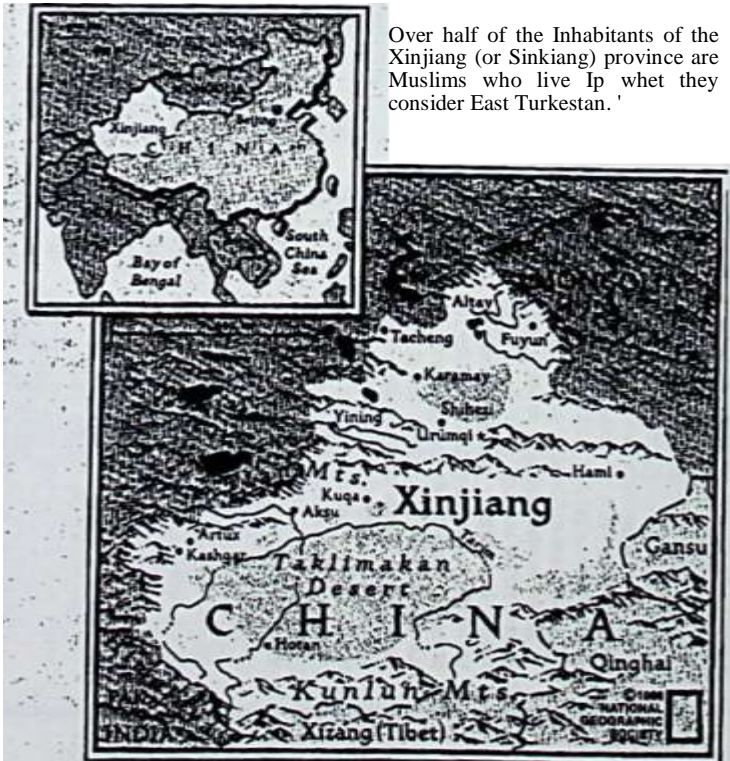 Over half of the Inhabitants of the
Xinjiang (or Sinkiang) province are
Muslims who live Ip whet they
consider East Turkestan. '
MONGOLIA
Beijing
Xinjiang
C H I N A
South
China
Sea
Bay of
Bengal
Altay
Tacheng
Fuyun
Karamay
Shihezi
Yining
Urumqi
Mts.
Hami
Kuqa
Xinjiang
Aksu
Artux
Kashgar
Tarim
Gansu
Taklimakan
Desert
C H I N A
Hotan
Qinghai
Kunlun Mts.
NATIONAL
GEOGRAPHIC
SOCIETY
INDIA
Xizang (Tibet)